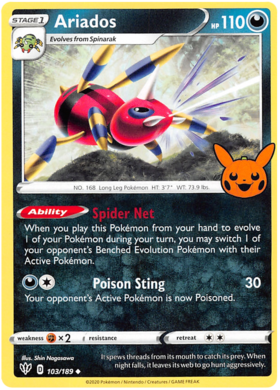 STAGE 1 Ariados HP 110
Evolves from Spinarak
NO. 168 Long Leg Pokémon HT: 3'7" WT: 73.9 lbs.
Ability Spider Net
When you play this Pokémon from your hand to evolve
1 of your Pokémon during your turn, you may switch 1 of
your opponent's Benched Evolution Pokémon with their
Active Pokémon.
Poison Sting 30
Your opponent's Active Pokémon is now Poisoned.
weakness ×2 resistance retreat
Illus. Shin Nagasawa
D 103/189
It spews threads from its mouth to catch its prey. When
night falls, it leaves its web to go hunt aggressively.
©2020 Pokémon / Nintendo / Creatures / GAME FREAK